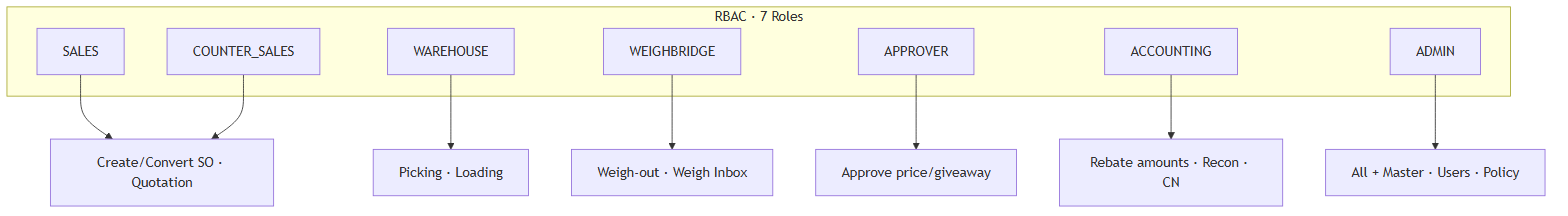 RBAC · 7 Roles
SALES
COUNTER_SALES
WAREHOUSE
WEIGHBRIDGE
APPROVER
ACCOUNTING
ADMIN
Create/Convert SO ·
Quotation
Picking · Loading
Weigh-out · Weigh Inbox
Approve price/giveaway
Rebate amounts · Recon ·
CN
All + Master · Users · Policy